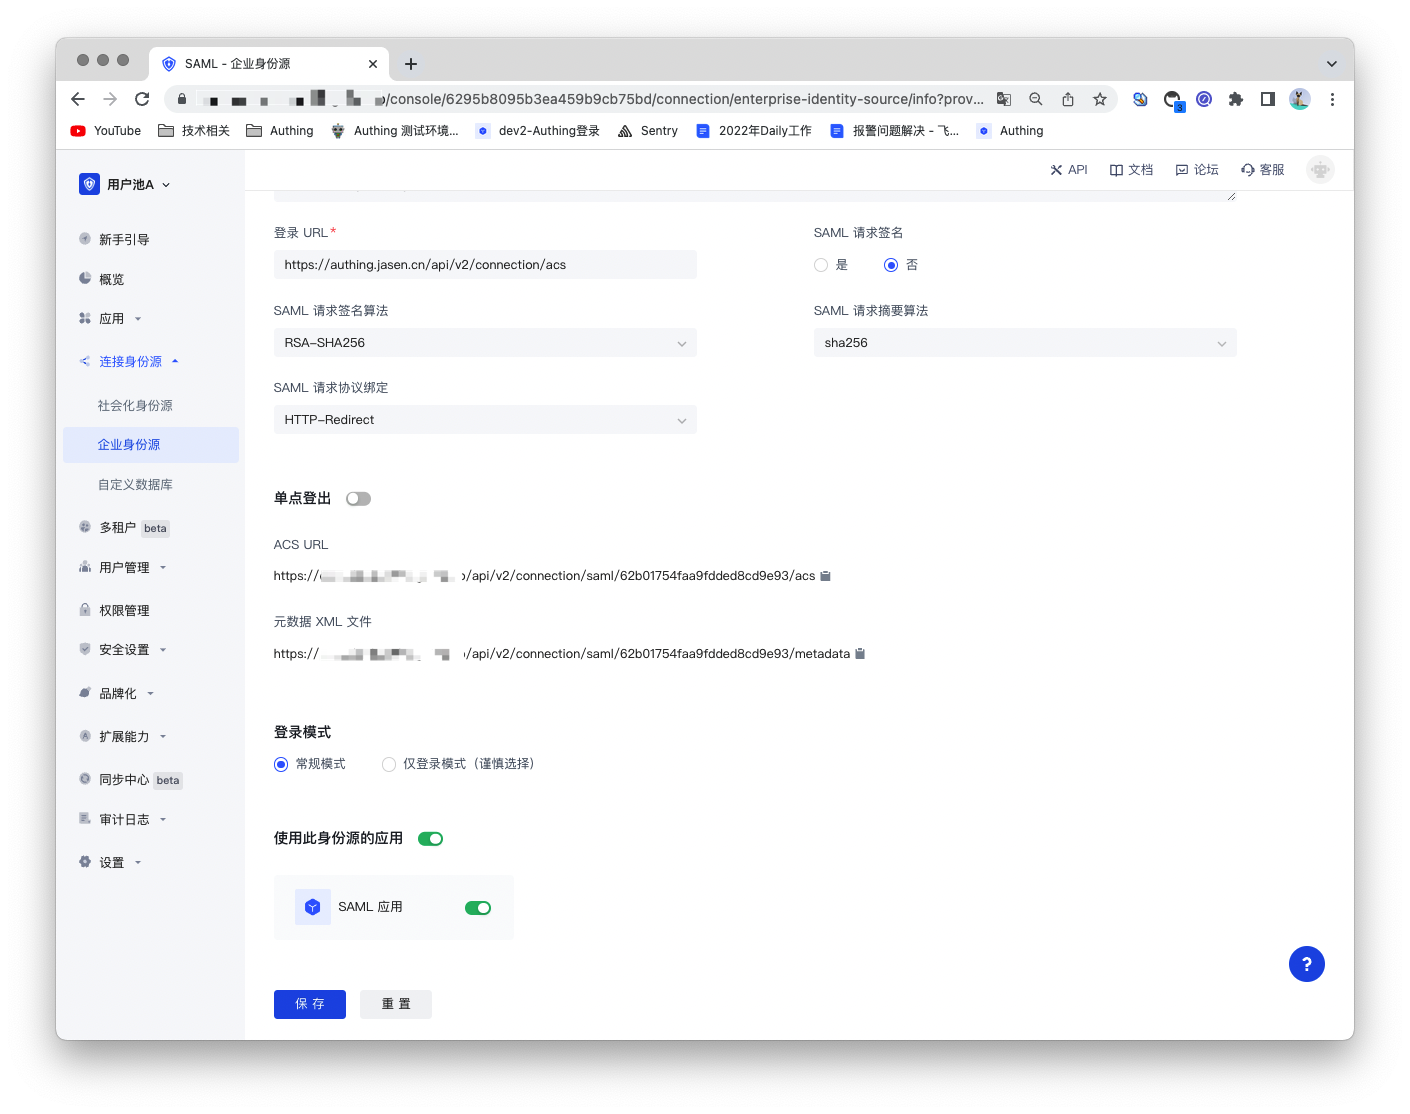 SAML - 企业身份源
/console/6295b8095b3ea459b9cb75bd/connection/enterprise-identity-source/info?prov...
3
YouTube 技术相关 Authing Authing 测试环境... dev2-Authing登录 Sentry 2022年Daily工作 报警问题解决 - 飞... Authing
用户池A
API 文档 论坛 客服
新手引导
概览
应用
连接身份源
社会化身份源
企业身份源
自定义数据库
多租户 beta
用户管理
权限管理
安全设置
品牌化
扩展能力
同步中心 beta
审计日志
设置
登录 URL*
https://authing.jasen.cn/api/v2/connection/acs
SAML 请求签名
是 否
SAML 请求签名算法
RSA-SHA256
SAML 请求摘要算法
sha256
SAML 请求协议绑定
HTTP-Redirect
单点登出
ACS URL
https:// /api/v2/connection/saml/62b01754faa9fdded8cd9e93/acs
元数据 XML 文件
https:// /api/v2/connection/saml/62b01754faa9fdded8cd9e93/metadata
登录模式
常规模式 仅登录模式（谨慎选择）
使用此身份源的应用
SAML 应用
保 存 重 置
?